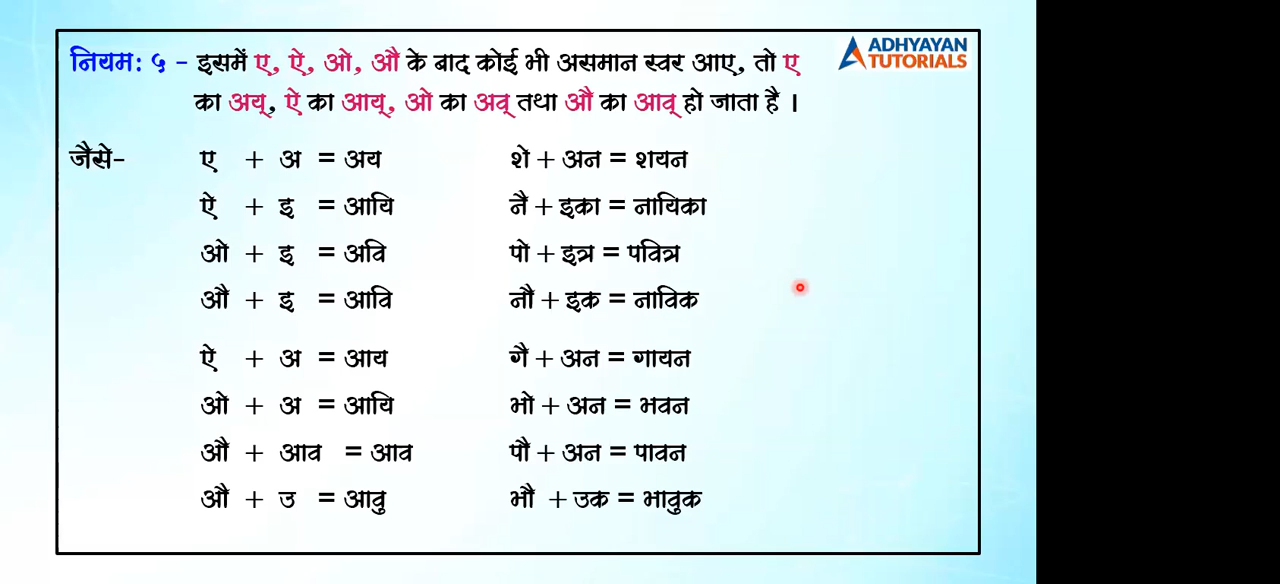 नियम: ५ - इसमें ए, ऐ, ओ, औ के बाद कोई भी असमान स्वर आए, तो ए
ADHYAYAN
TUTORIALS
का अय्, ऐ का आय्, ओ का अव् तथा औ का आव् हो जाता है ।
जैसे- ए + अ = अय शे + अन = शयन
ऐ + इ = आयि नै + इका = नायिका
ओ + इ = अवि पो + इत्र = पवित्र
औ + इ = आवि नौ + इक = नाविक
ऐ + अ = आय गै + अन = गायन
ओ + अ = आयि भो + अन = भवन
औ + आव = आव पौ + अन = पावन
औ + उ = आवु भौ + उक = भावुक